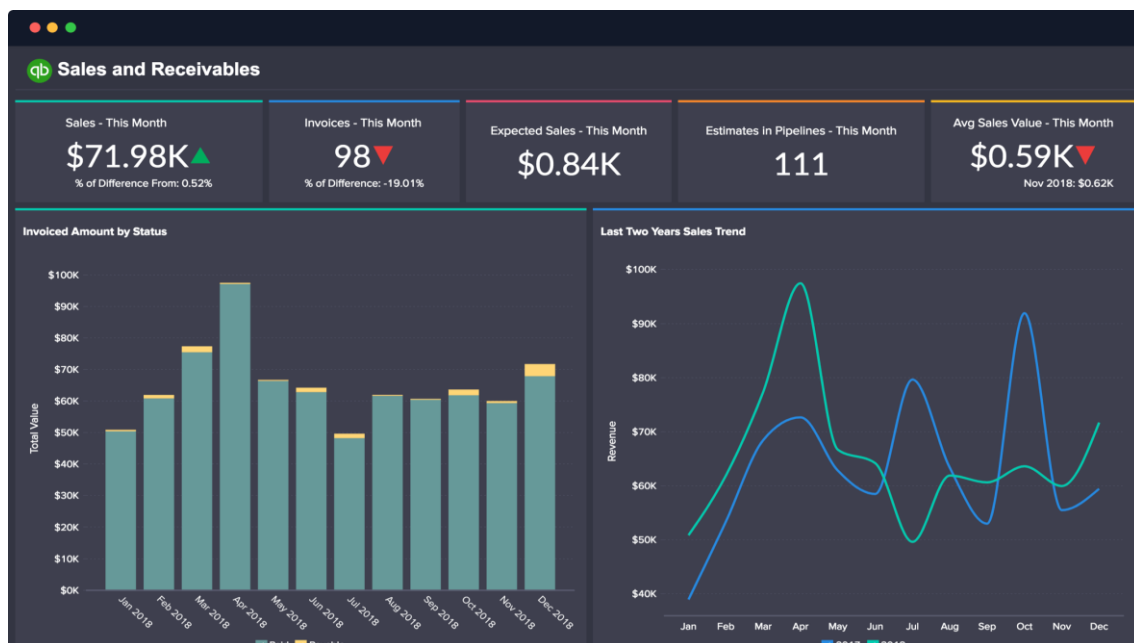 qb Sales and Receivables
Sales - This Month
$71.98K
% of Difference From: 0.52%
Invoices - This Month
98
% of Difference: -19.01%
Expected Sales - This Month
$0.84K
Estimates in Pipelines - This Month
111
Avg Sales Value - This Month
$0.59K
Nov 2018: $0.62K
Invoiced Amount by Status
$100K
$90K
$80K
$70K
$60K
$50K
$40K
$30K
$20K
$10K
$0K
Total Value
Jan 2018
Feb 2018
Mar 2018
Apr 2018
May 2018
Jun 2018
Jul 2018
Aug 2018
Sep 2018
Oct 2018
Nov 2018
Dec 2018
Last Two Years Sales Trend
$100K
$90K
$80K
$70K
$60K
$50K
$40K
Revenue
Jan
Feb
Mar
Apr
May
Jun
Jul
Aug
Sep
Oct
Nov
Dec